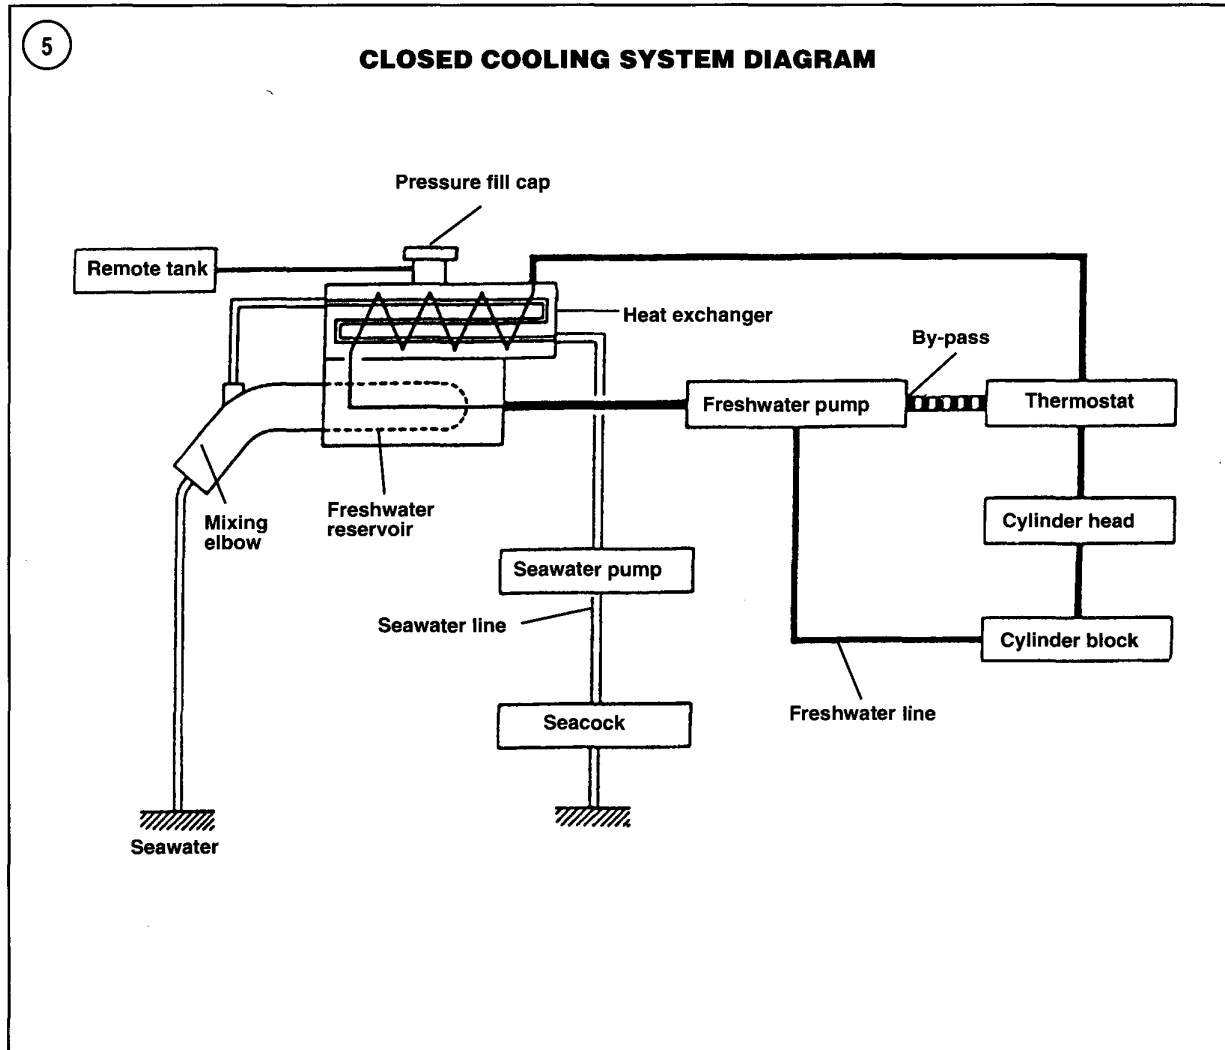 5
CLOSED COOLING SYSTEM DIAGRAM
Pressure fill cap
Remote tank
Heat exchanger
By-pass
Freshwater pump
Thermostat
Mixing
elbow
Freshwater
reservoir
Cylinder head
Seawater pump
Seawater line
Cylinder block
Freshwater line
Seacock
Seawater